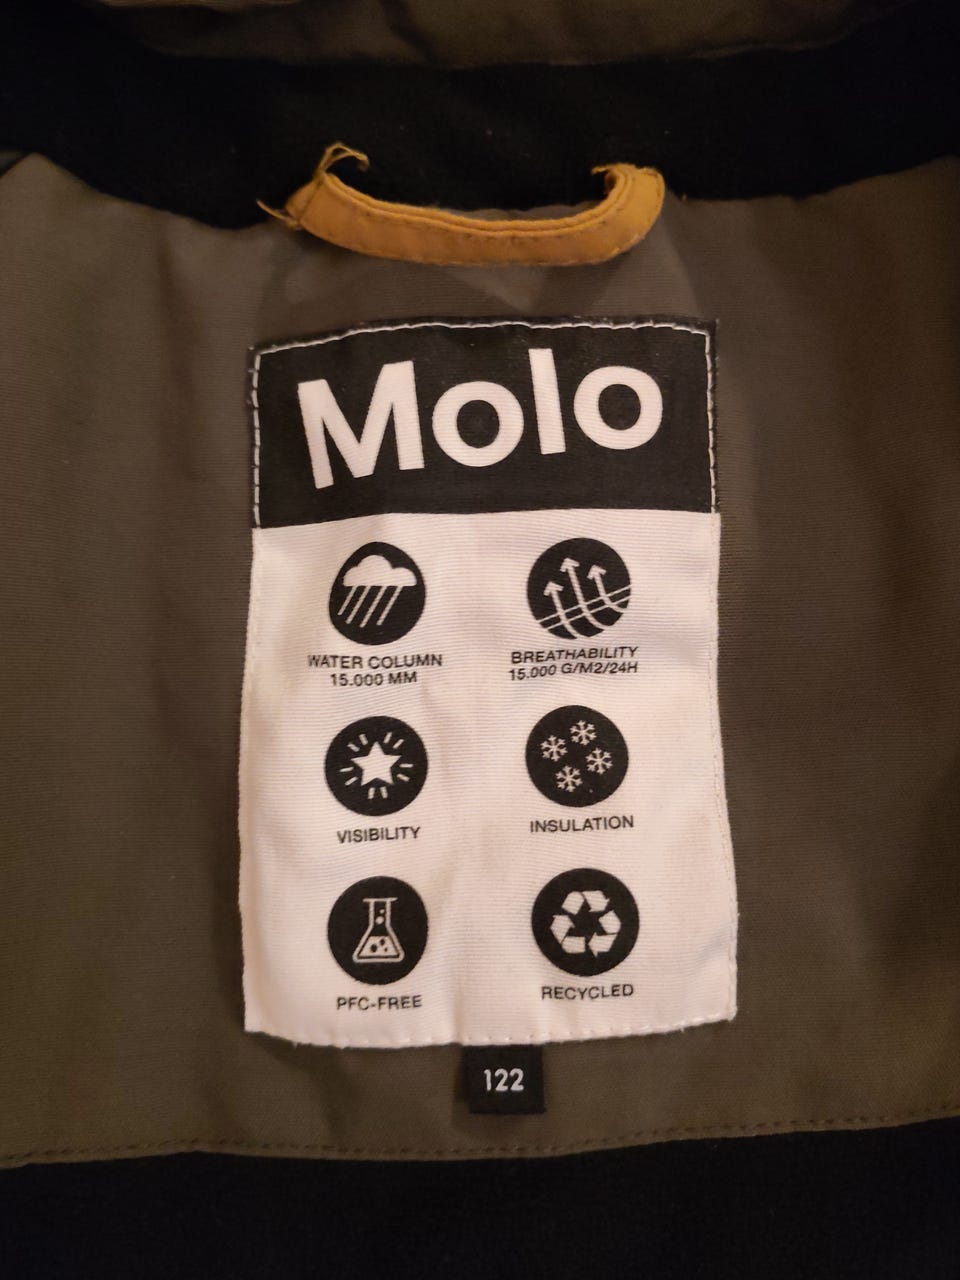 Molo
WATER COLUMN
15.000 MM
BREATHABILITY
15.000 G/M2/24H
VISIBILITY
INSULATION
PFC-FREE
RECYCLED
122